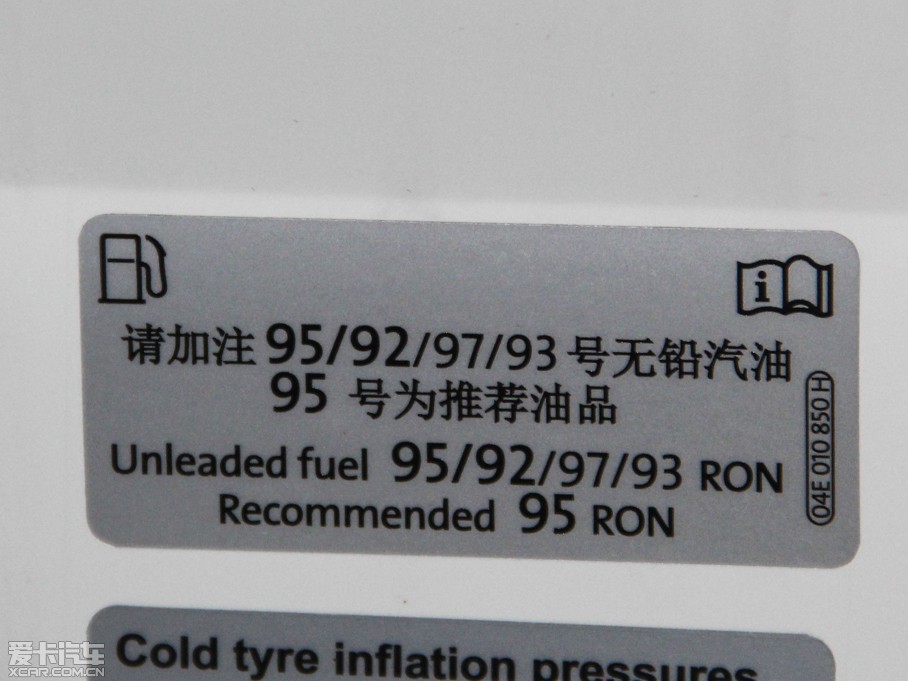 请加注 95/92/97/93 号无铅汽油
95 号为推荐油品
Unleaded fuel 95/92/97/93 RON
Recommended 95 RON
04E 010 850 H
Cold tyre inflation pressures
爱卡汽车
XCAR.COM.CN